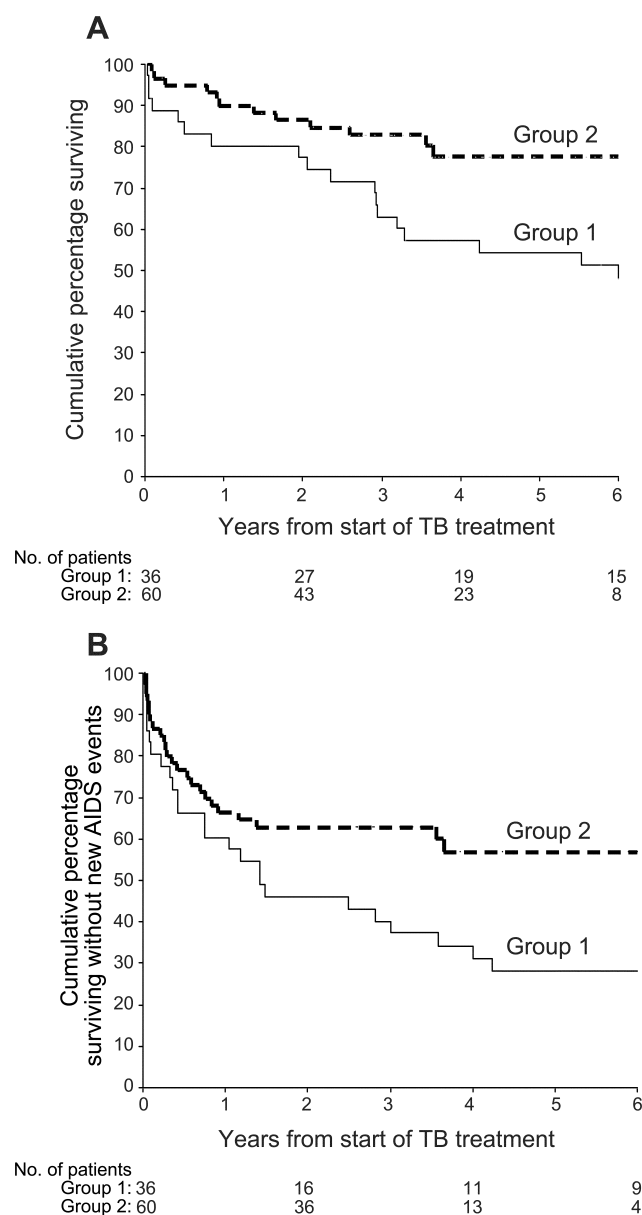 A
100
90
80
70
60
50
40
30
20
10
0
Cumulative percentage surviving
Group 2
Group 1
0 1 2 3 4 5 6
Years from start of TB treatment
No. of patients
Group 1: 36 27 19 15
Group 2: 60 43 23 8
B
100
90
80
70
60
50
40
30
20
10
0
Cumulative percentage
surviving without new AIDS events
Group 2
Group 1
0 1 2 3 4 5 6
Years from start of TB treatment
No. of patients
Group 1: 36 16 11 9
Group 2: 60 36 13 4